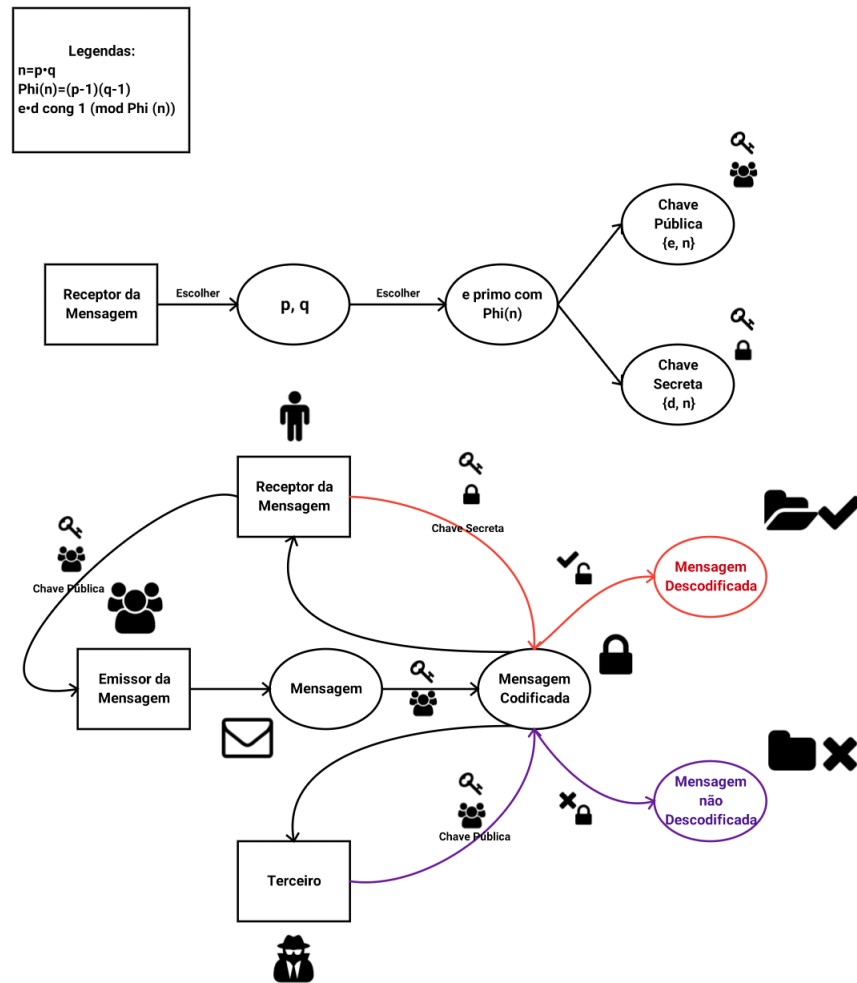 Legendas:
n=p•q
Phi(n)=(p-1)(q-1)
e•d cong 1 (mod Phi (n))
Receptor da
Mensagem
Escolher
p, q
Escolher
e primo com
Phi(n)
Chave
Pública
{e, n}
Chave
Secreta
{d, n}
Receptor da
Mensagem
Chave Secreta
Chave Pública
Mensagem
Descodificada
Emissor da
Mensagem
Mensagem
Mensagem
Codificada
Mensagem
não
Descodificada
Chave Pública
Terceiro